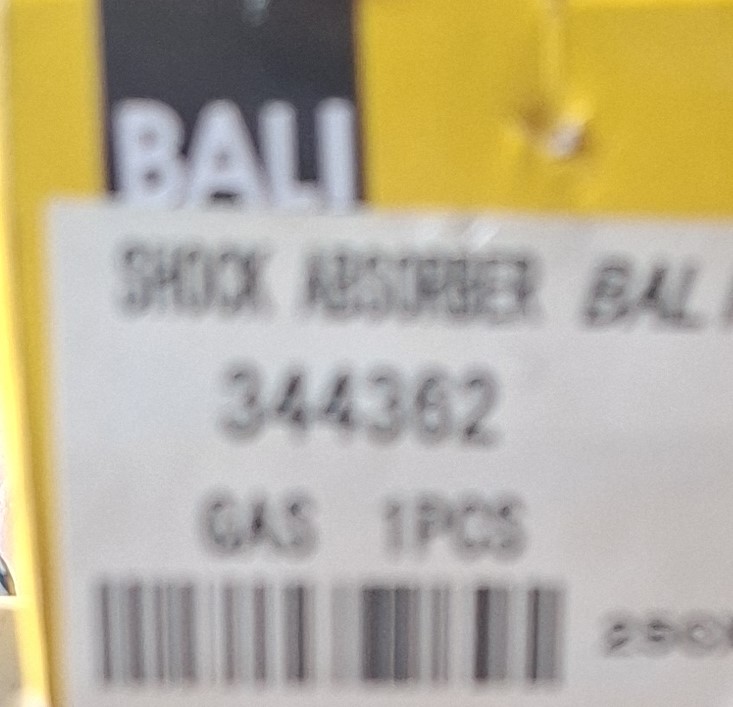 BALI
SHOCK ABSORBER BAL
344362
GAS 1PCS